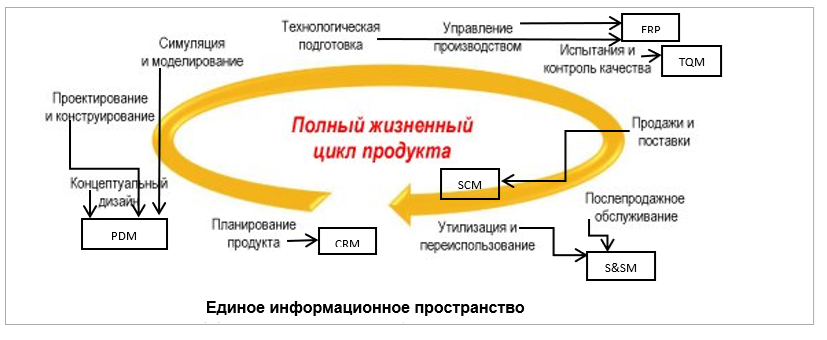 Технологическая
подготовка
Управление
производством
ERP
Симуляция
и моделирование
Испытания и
контроль качества
TQM
Проектирование
и конструирование
Полный жизненный
цикл продукта
Продажи и
поставки
SCM
Концептуальный
дизайн
PDM
Планирование
продукта
CRM
Утилизация и
переиспользование
Послепродажное
обслуживание
S&SM
Единое информационное пространство